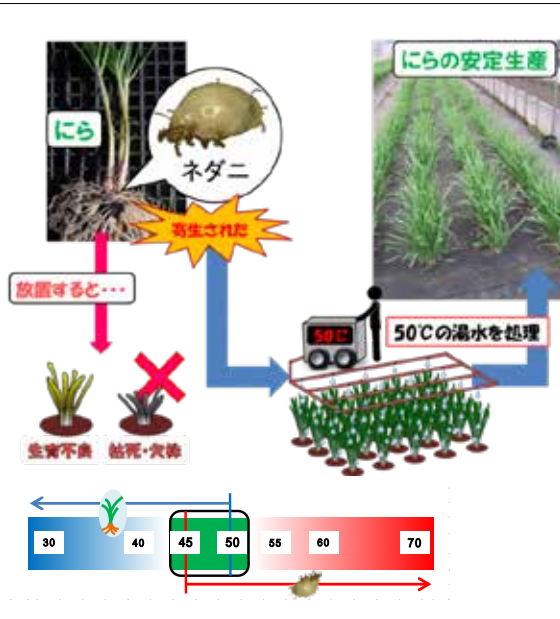 にらの安定生産
にら
ネダニ
寄生された
放置すると・・・
50℃
50℃の湯水を処理
生育不良
枯死・欠株
30
40
45
50
55
60
70